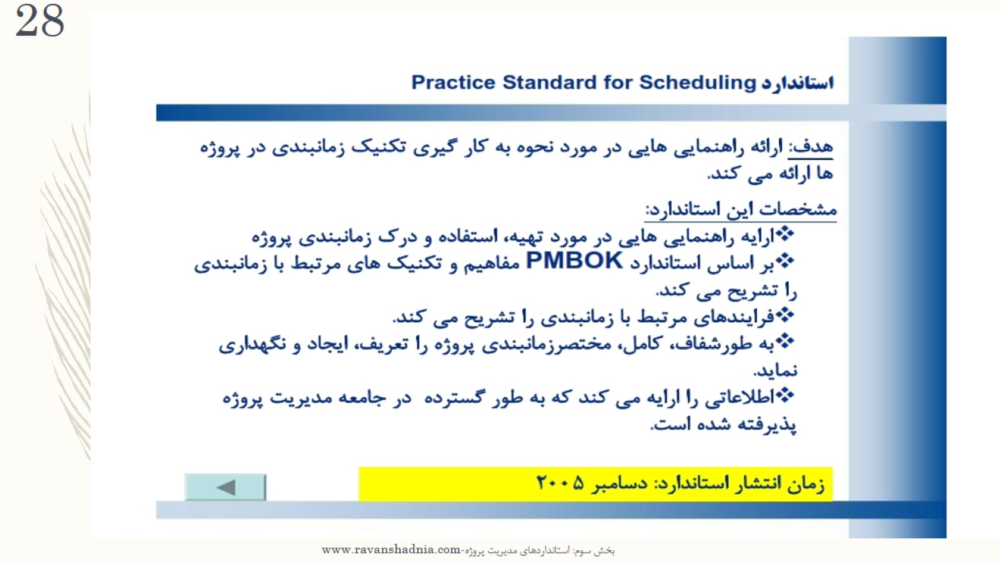 28
استاندارد Practice Standard for Scheduling
هدف: ارائه راهنمایی هایی در مورد نحوه به کار گیری تکنیک زمانبندی در پروژه
ها ارائه می کند.
مشخصات این استاندارد:
❖ارایه راهنمایی هایی در مورد تهیه، استفاده و درک زمانبندی پروژه
❖بر اساس استاندارد PMBOK مفاهیم و تکنیک های مرتبط با زمانبندی
را تشریح می کند.
❖فرایندهای مرتبط با زمانبندی را تشریح می کند.
❖به طورشفاف، کامل، مختصرزمانبندی پروژه را تعریف، ایجاد و نگهداری
نماید.
❖اطلاعاتی را ارایه می کند که به طور گسترده در جامعه مدیریت پروژه
پذیرفته شده است.
زمان انتشار استاندارد: دسامبر ۲۰۰۵
بخش سوم: استانداردهای مدیریت پروژه-www.ravanshadnia.com